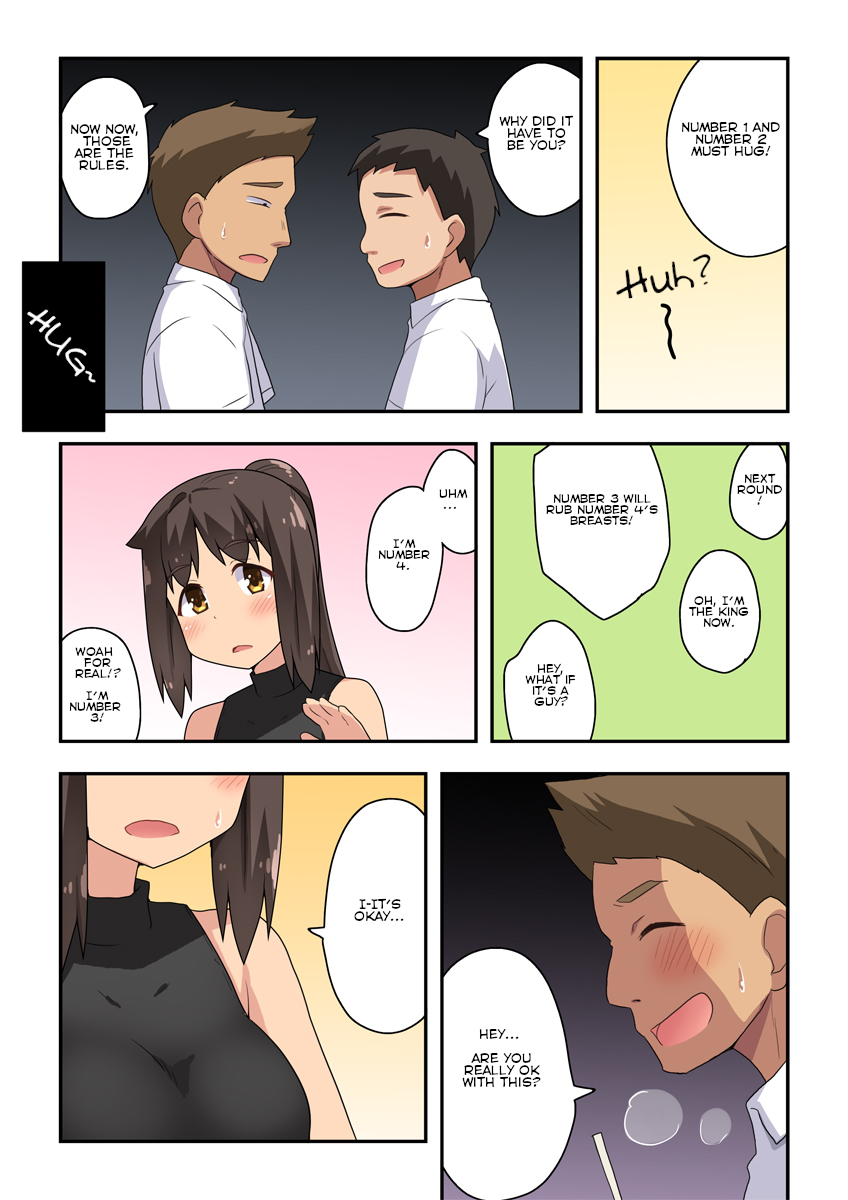 NUMBER 1 AND
NUMBER 2
MUST HUG!
Huh?
WHY DID IT
HAVE TO
BE YOU?
NOW NOW,
THOSE
ARE THE
RULES.
HUG~
NEXT
ROUND
!
OH, I'M
THE KING
NOW.
NUMBER 3 WILL
RUB NUMBER 4'S
BREASTS!
HEY,
WHAT IF
IT'S A
GUY?
UHM
...
I'M
NUMBER
4.
WOAH
FOR
REAL!?
I'M
NUMBER
3!
HEY...
ARE YOU
REALLY OK
WITH THIS?
I-IT'S
OKAY...